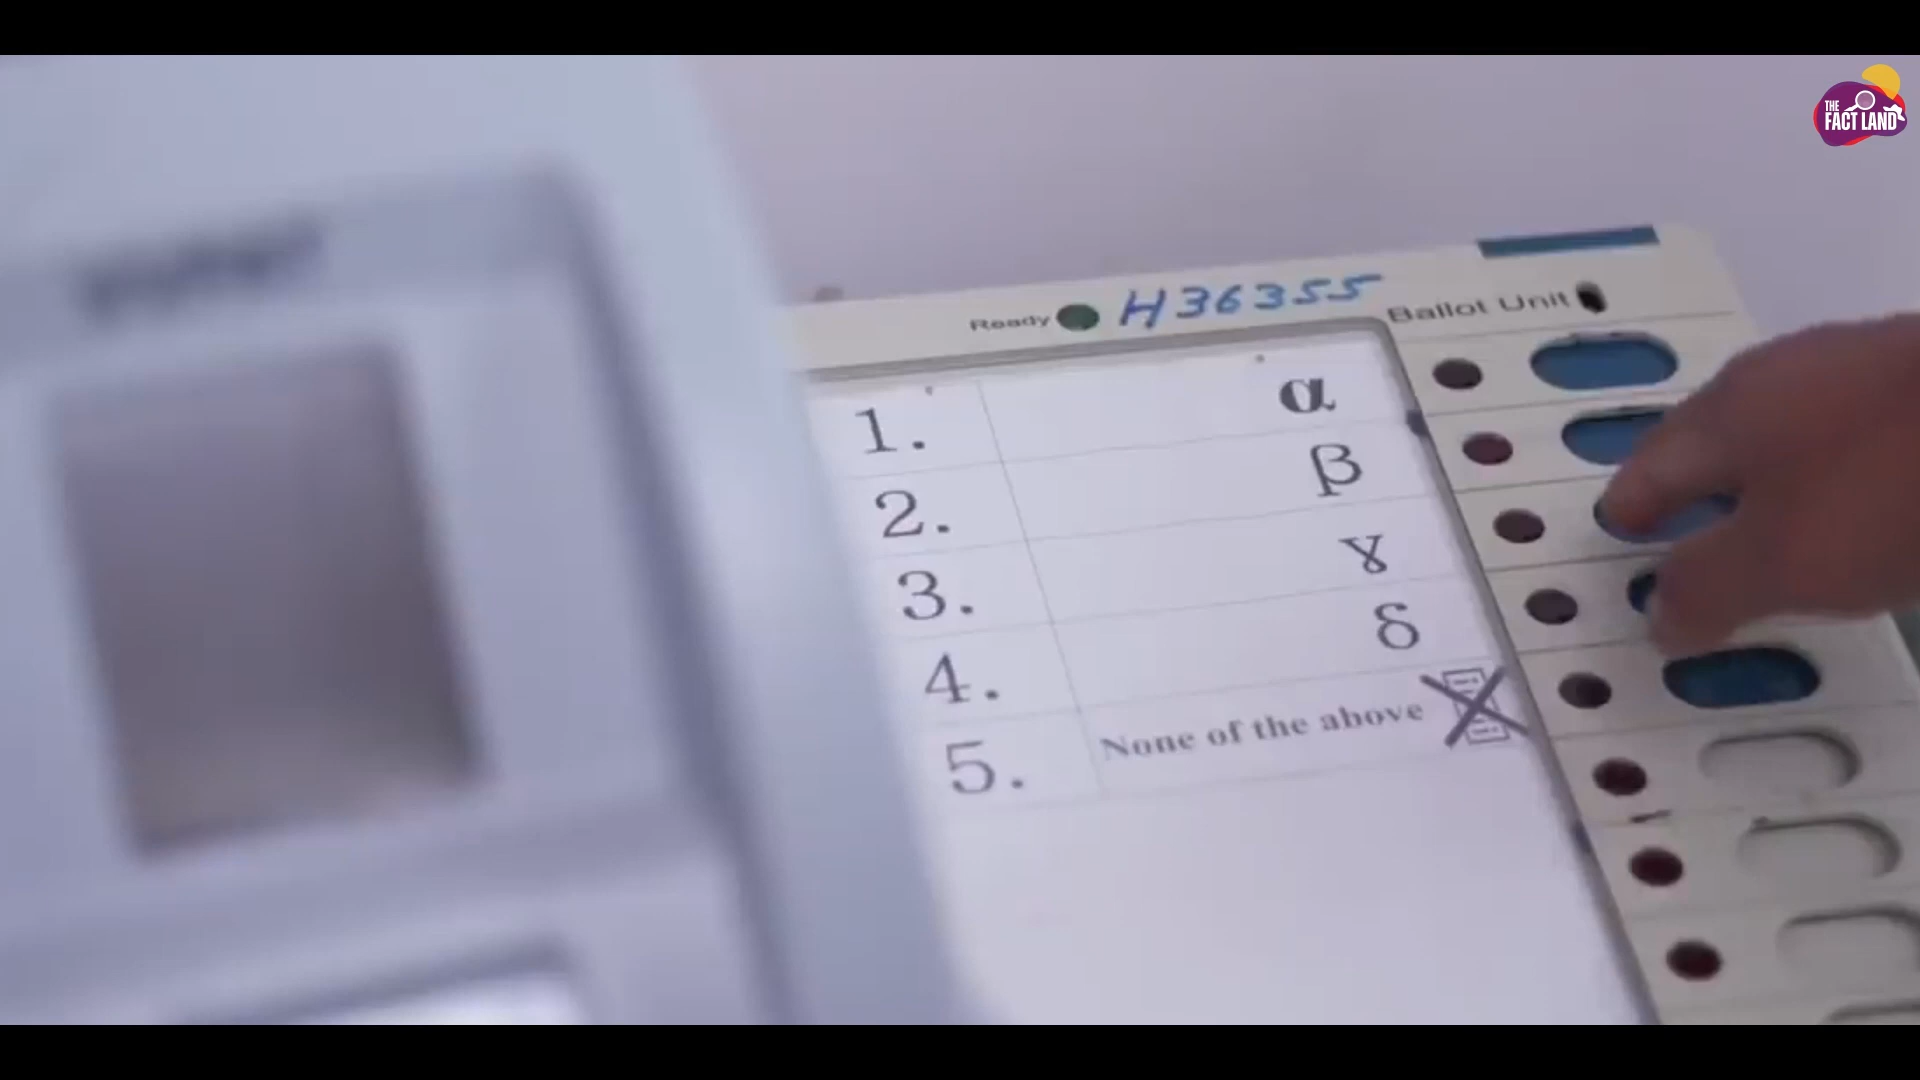 THE
FACT LAND
Ready H36355 Ballot Unit
1. α
2. β
3. γ
4. δ
5. None of the above